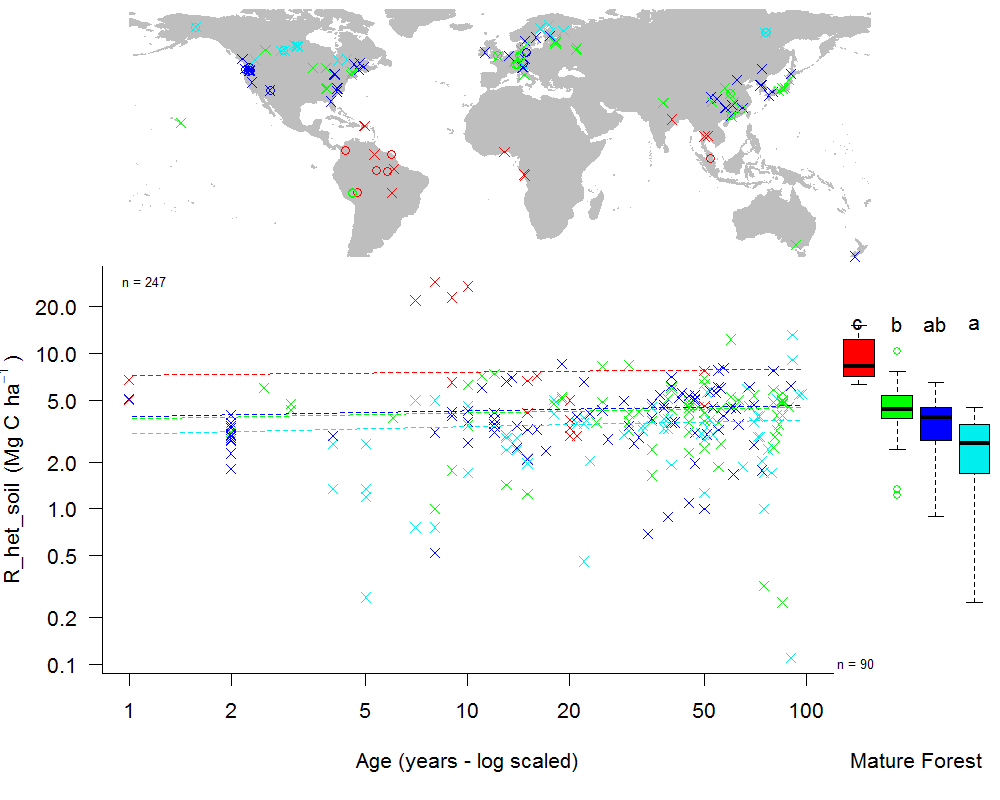 n = 247
20.0
10.0
5.0
2.0
1.0
0.5
0.2
0.1
R_het_soil (Mg C ha⁻¹)
c b ab a
n = 90
1 2 5 10 20 50 100
Age (years - log scaled)
Mature Forest